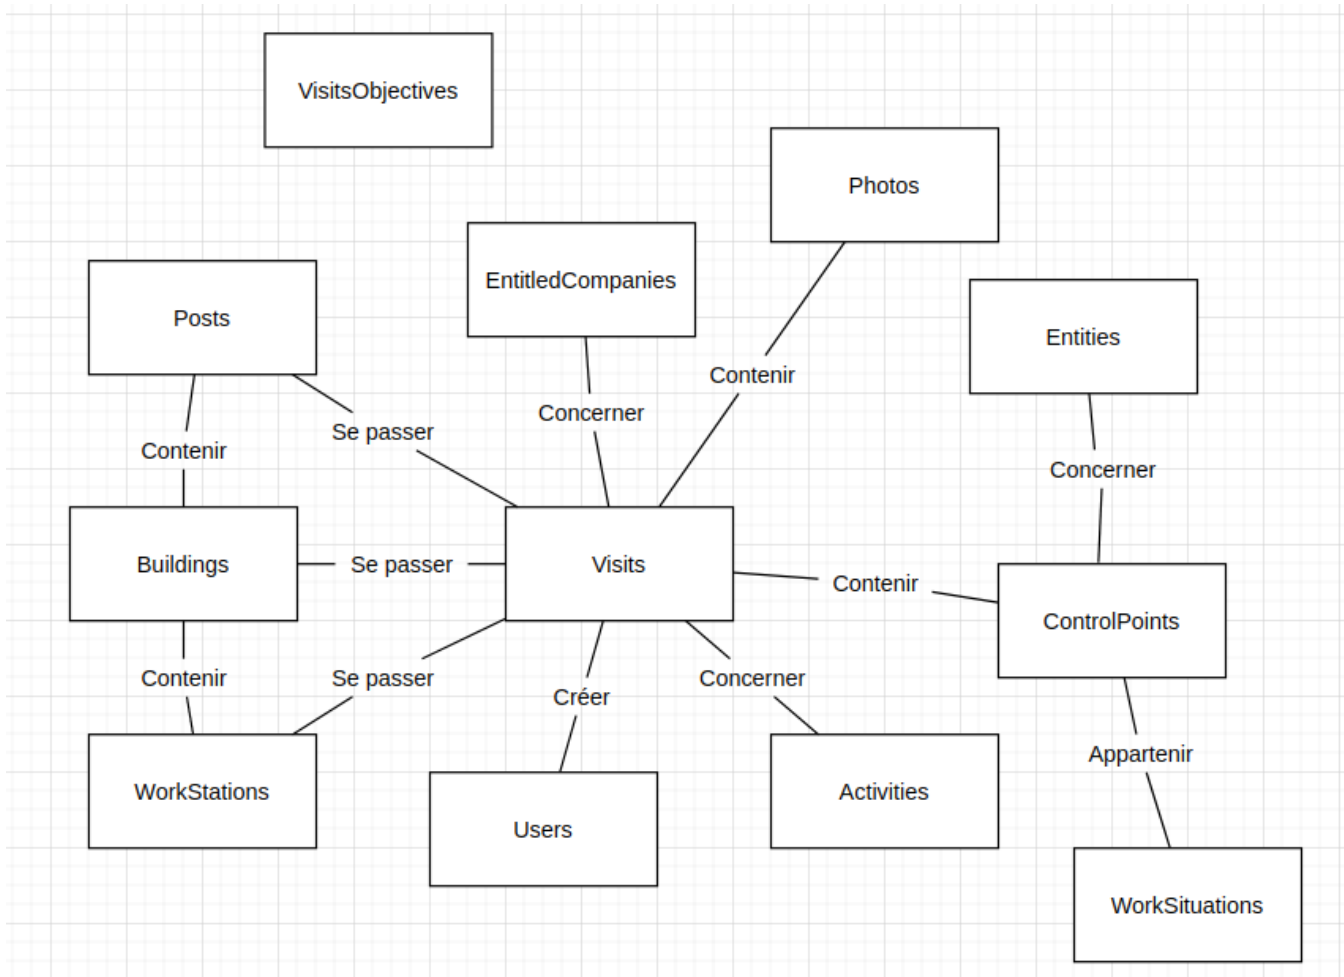 VisitsObjectives
Photos
EntitledCompanies
Posts
Entities
Contenir
Concerner
Se passer
Contenir
Concerner
Buildings
Se passer
Visits
Contenir
ControlPoints
Contenir
Se passer
Créer
Concerner
Appartenir
WorkStations
Users
Activities
WorkSituations